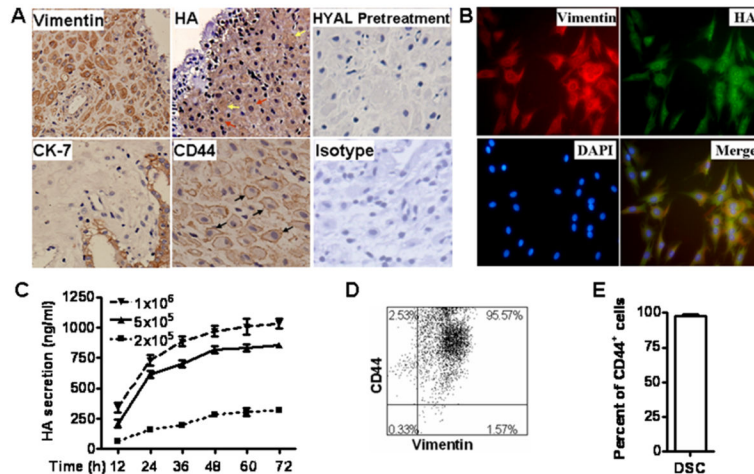 A
Vimentin
HA
HYAL Pretreatment
CK-7
CD44
Isotype
B
Vimentin
HA
DAPI
Merge
C
HA secretion (ng/ml)
1250
1000
750
500
250
0
1x10⁶
5x10⁵
2x10⁵
Time (h) 12 24 36 48 60 72
D
CD44
2.53% 95.57%
0.33% 1.57%
Vimentin
E
Percent of CD44⁺ cells
100
75
50
25
0
DSC